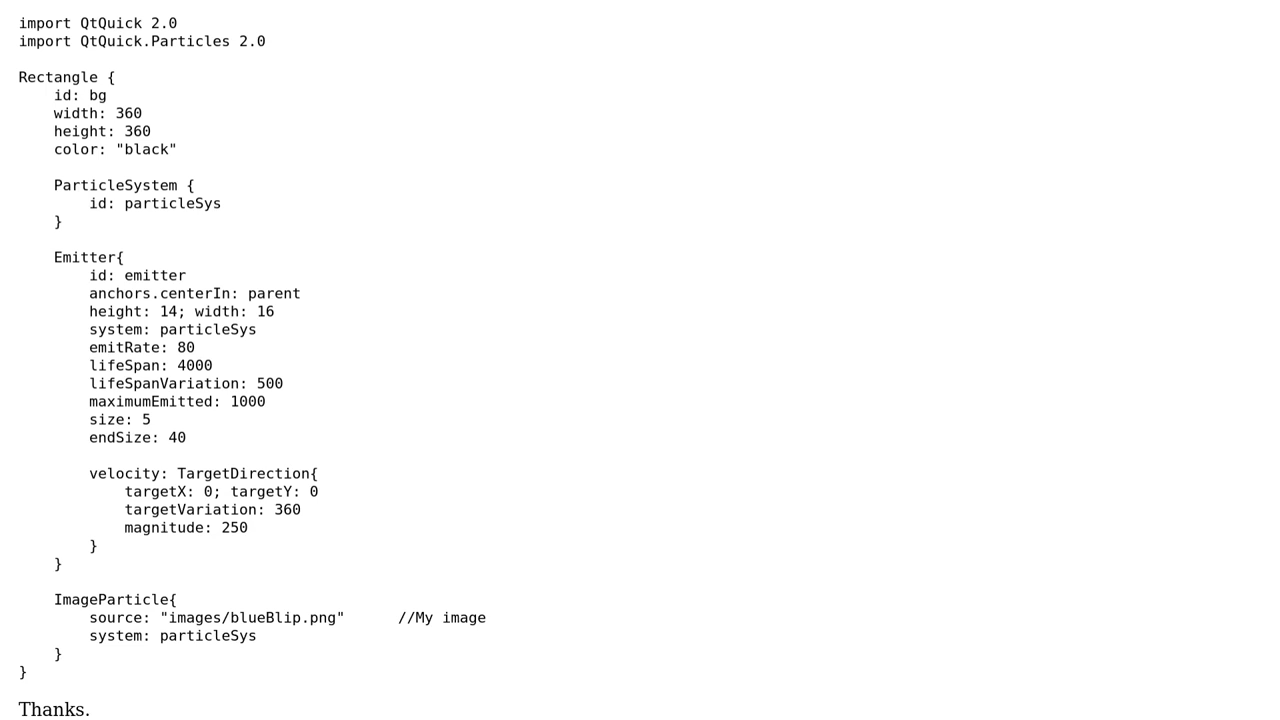 import QtQuick 2.0
import QtQuick.Particles 2.0

Rectangle {
    id: bg
    width: 360
    height: 360
    color: "black"

    ParticleSystem {
        id: particleSys
    }

    Emitter{
        id: emitter
        anchors.centerIn: parent
        height: 14; width: 16
        system: particleSys
        emitRate: 80
        lifeSpan: 4000
        lifeSpanVariation: 500
        maximumEmitted: 1000
        size: 5
        endSize: 40

        velocity: TargetDirection{
            targetX: 0; targetY: 0
            targetVariation: 360
            magnitude: 250
        }
    }

    ImageParticle{
        source: "images/blueBlip.png"      //My image
        system: particleSys
    }
}
Thanks.